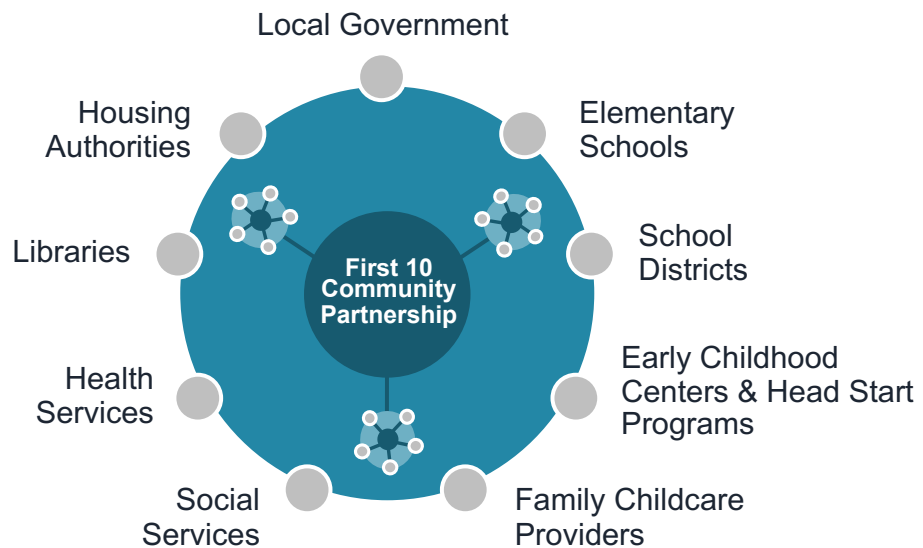 Local Government
Housing
Authorities
Elementary
Schools
Libraries
School
Districts
First 10
Community
Partnership
Health
Services
Early Childhood
Centers & Head Start
Programs
Social
Services
Family Childcare
Providers